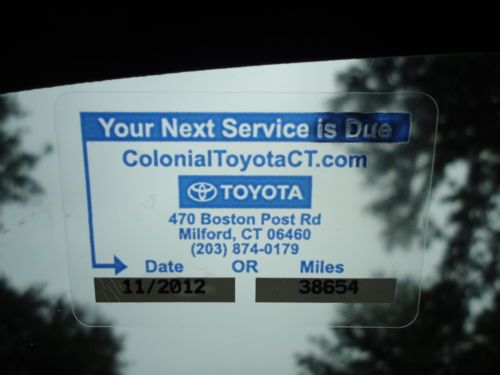 Your Next Service is Due
ColonialToyotaCT.com
TOYOTA
470 Boston Post Rd
Milford, CT 06460
(203) 874-0179
Date OR Miles
11/2012 38654